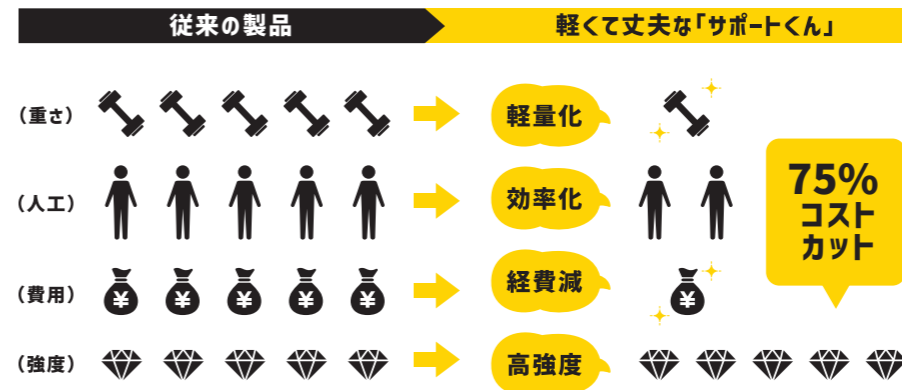 従来の製品
軽くて丈夫な「サポートくん」
(重さ)
軽量化
(人工)
効率化
75%
コスト
カット
(費用)
¥ ¥ ¥ ¥ ¥
経費減
¥
(強度)
高強度